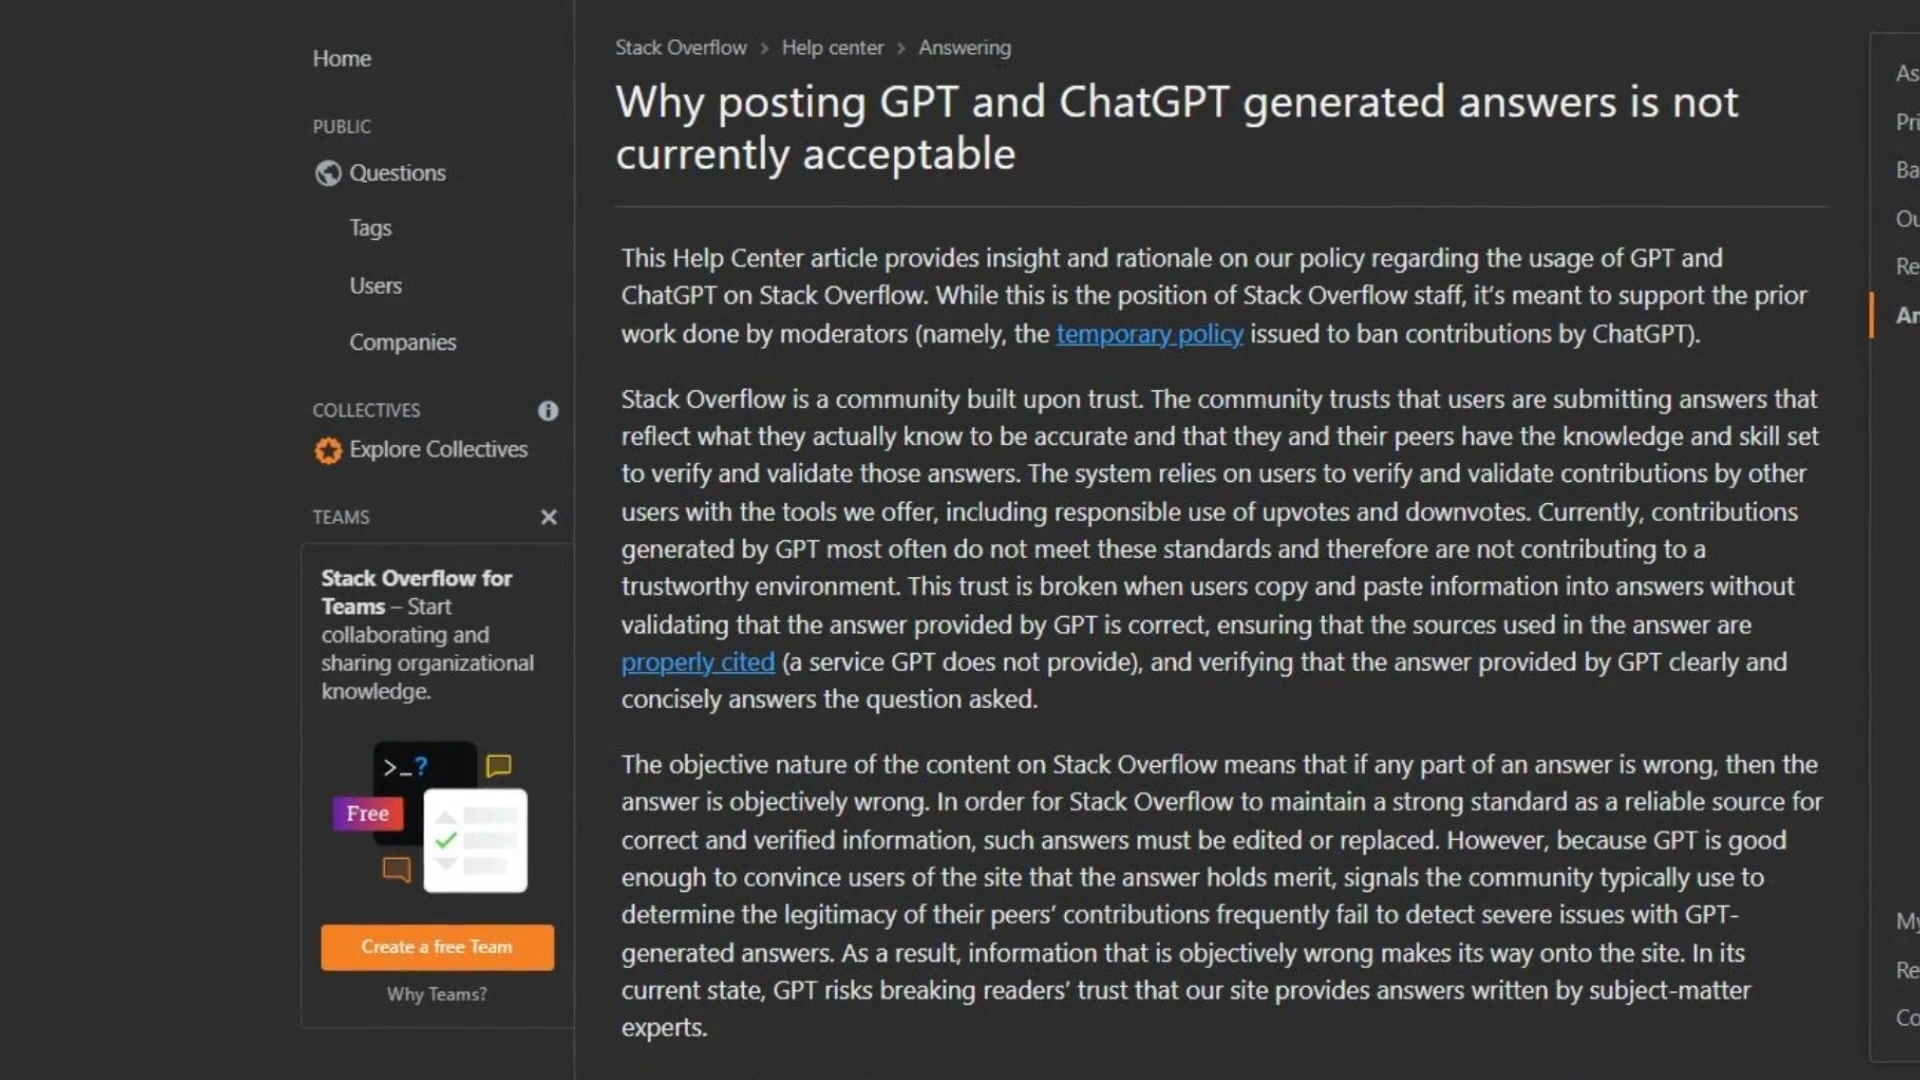 Home
PUBLIC
Questions
Tags
Users
Companies
COLLECTIVES
Explore Collectives
TEAMS
Stack Overflow for
Teams – Start
collaborating and
sharing organizational
knowledge.
>_?
Free
Create a free Team
Why Teams?
Stack Overflow > Help center > Answering
Why posting GPT and ChatGPT generated answers is not
currently acceptable
This Help Center article provides insight and rationale on our policy regarding the usage of GPT and
ChatGPT on Stack Overflow. While this is the position of Stack Overflow staff, it’s meant to support the prior
work done by moderators (namely, the temporary policy issued to ban contributions by ChatGPT).
Stack Overflow is a community built upon trust. The community trusts that users are submitting answers that
reflect what they actually know to be accurate and that they and their peers have the knowledge and skill set
to verify and validate those answers. The system relies on users to verify and validate contributions by other
users with the tools we offer, including responsible use of upvotes and downvotes. Currently, contributions
generated by GPT most often do not meet these standards and therefore are not contributing to a
trustworthy environment. This trust is broken when users copy and paste information into answers without
validating that the answer provided by GPT is correct, ensuring that the sources used in the answer are
properly cited (a service GPT does not provide), and verifying that the answer provided by GPT clearly and
concisely answers the question asked.
The objective nature of the content on Stack Overflow means that if any part of an answer is wrong, then the
answer is objectively wrong. In order for Stack Overflow to maintain a strong standard as a reliable source for
correct and verified information, such answers must be edited or replaced. However, because GPT is good
enough to convince users of the site that the answer holds merit, signals the community typically use to
determine the legitimacy of their peers’ contributions frequently fail to detect severe issues with GPT-
generated answers. As a result, information that is objectively wrong makes its way onto the site. In its
current state, GPT risks breaking readers’ trust that our site provides answers written by subject-matter
experts.